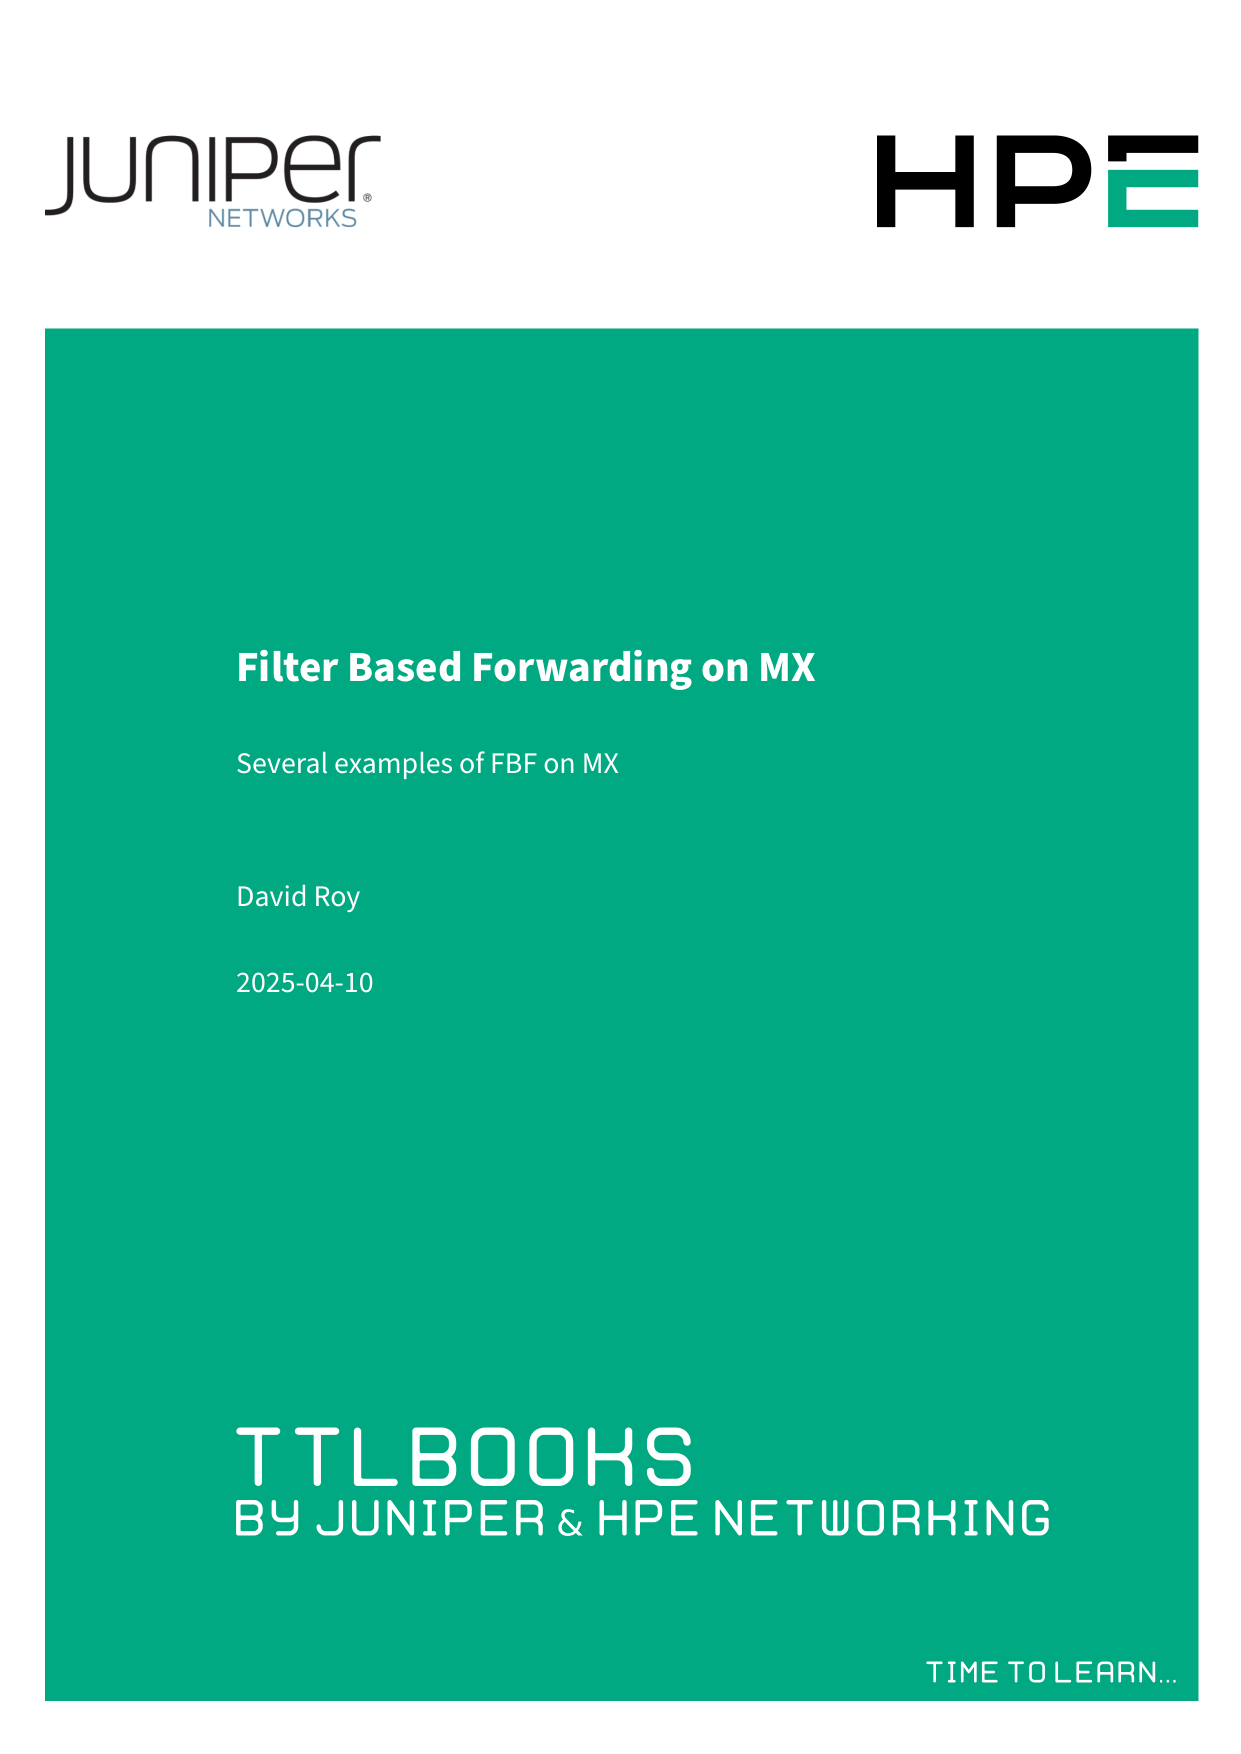 JUNIPER®
NETWORKS
HPE
Filter Based Forwarding on MX
Several examples of FBF on MX
David Roy
2025-04-10
TTLBOOKS
BY JUNIPER & HPE NETWORKING
TIME TO LEARN...